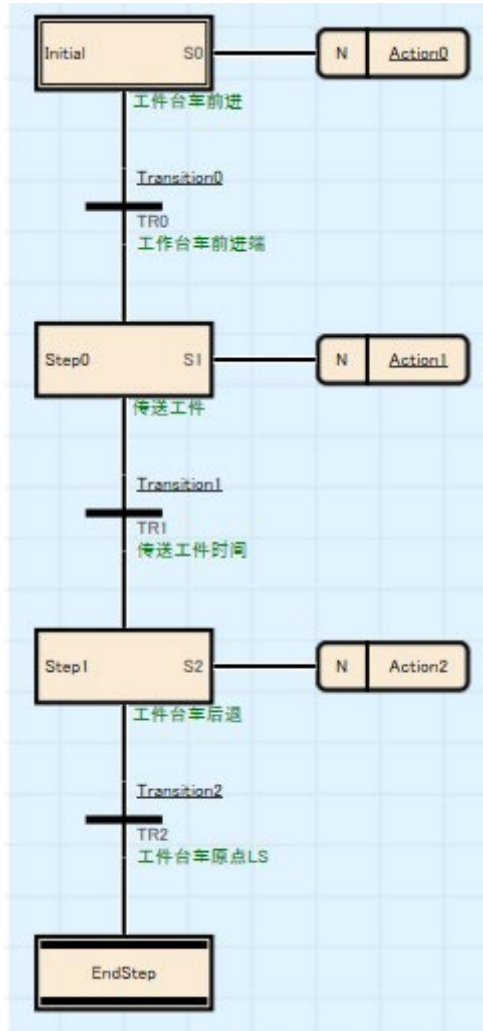 Initial S0 N Action0
工件台车前进
Transition0
TR0
工作台车前进端
Step0 S1 N Action1
传送工件
Transition1
TR1
传送工件时间
Step1 S2 N Action2
工件台车后退
Transition2
TR2
工件台车原点LS
EndStep